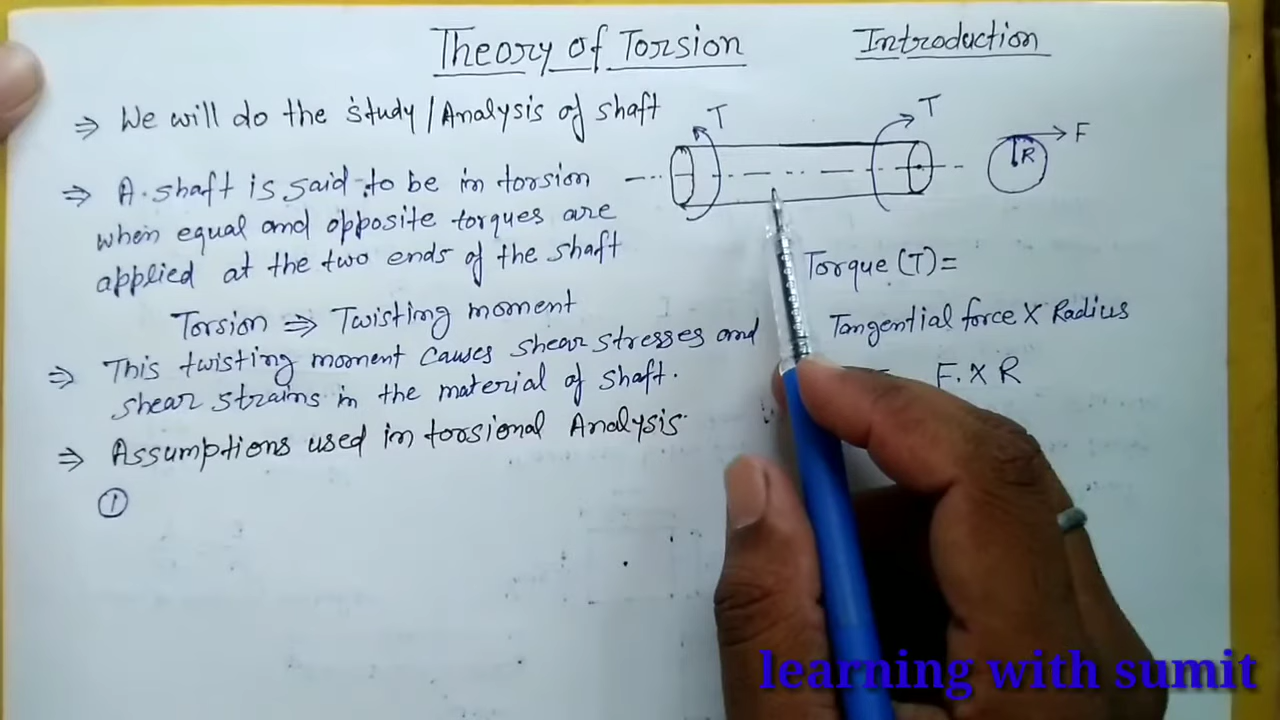 Theory of Torsion Introduction
⇒ We will do the study/Analysis of shaft
⇒ A shaft is said to be in torsion
when equal and opposite torques are
applied at the two ends of the shaft
Torsion ⇒ Twisting moment
⇒ This twisting moment causes shear stresses and
shear strains in the material of shaft.
⇒ Assumptions used in torsional Analysis
①
T
T
F
R
Torque (T) =
Tangential force X Radius
= F. X R
learning with sumit